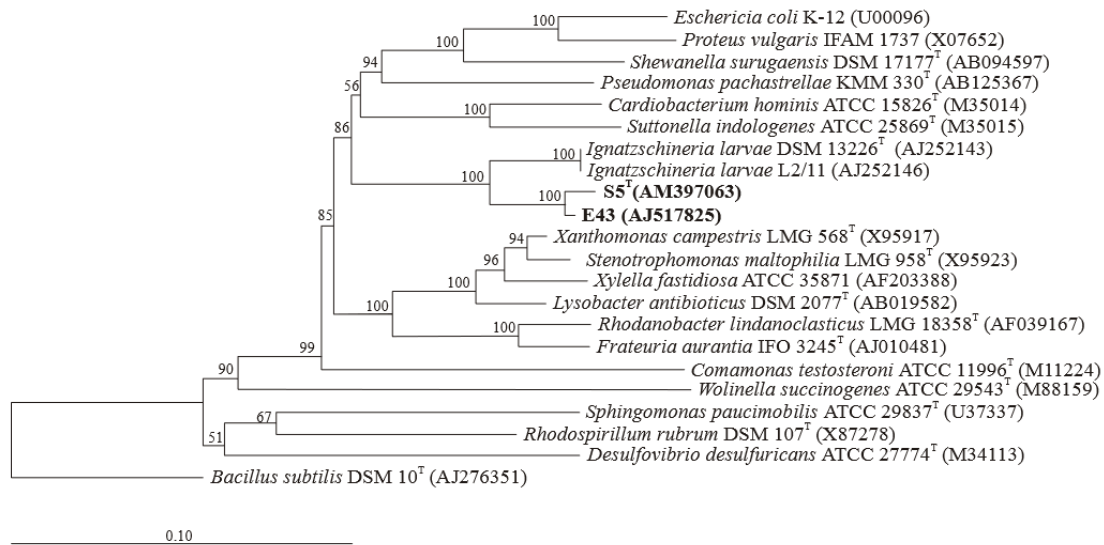 100 Eschericia coli K-12 (U00096)
100 Proteus vulgaris IFAM 1737 (X07652)
94 Shewanella surugaensis DSM 17177ᵀ (AB094597)
56 Pseudomonas pachastrellae KMM 330ᵀ (AB125367)
100 Cardiobacterium hominis ATCC 15826ᵀ (M35014)
86 Suttonella indologenes ATCC 25869ᵀ (M35015)
100 Ignatzschineria larvae DSM 13226ᵀ (AJ252143)
100 Ignatzschineria larvae L2/11 (AJ252146)
100 S5ᵀ(AM397063)
85 E43 (AJ517825)
94 Xanthomonas campestris LMG 568ᵀ (X95917)
96 Stenotrophomonas maltophilia LMG 958ᵀ (X95923)
100 Xylella fastidiosa ATCC 35871 (AF203388)
100 Lysobacter antibioticus DSM 2077ᵀ (AB019582)
100 Rhodanobacter lindanoclasticus LMG 18358ᵀ (AF039167)
99 Frateuria aurantia IFO 3245ᵀ (AJ010481)
90 Comamonas testosteroni ATCC 11996ᵀ (M11224)
Wolinella succinogenes ATCC 29543ᵀ (M88159)
67 Sphingomonas paucimobilis ATCC 29837ᵀ (U37337)
51 Rhodospirillum rubrum DSM 107ᵀ (X87278)
Desulfovibrio desulfuricans ATCC 27774ᵀ (M34113)
Bacillus subtilis DSM 10ᵀ (AJ276351)
0.10